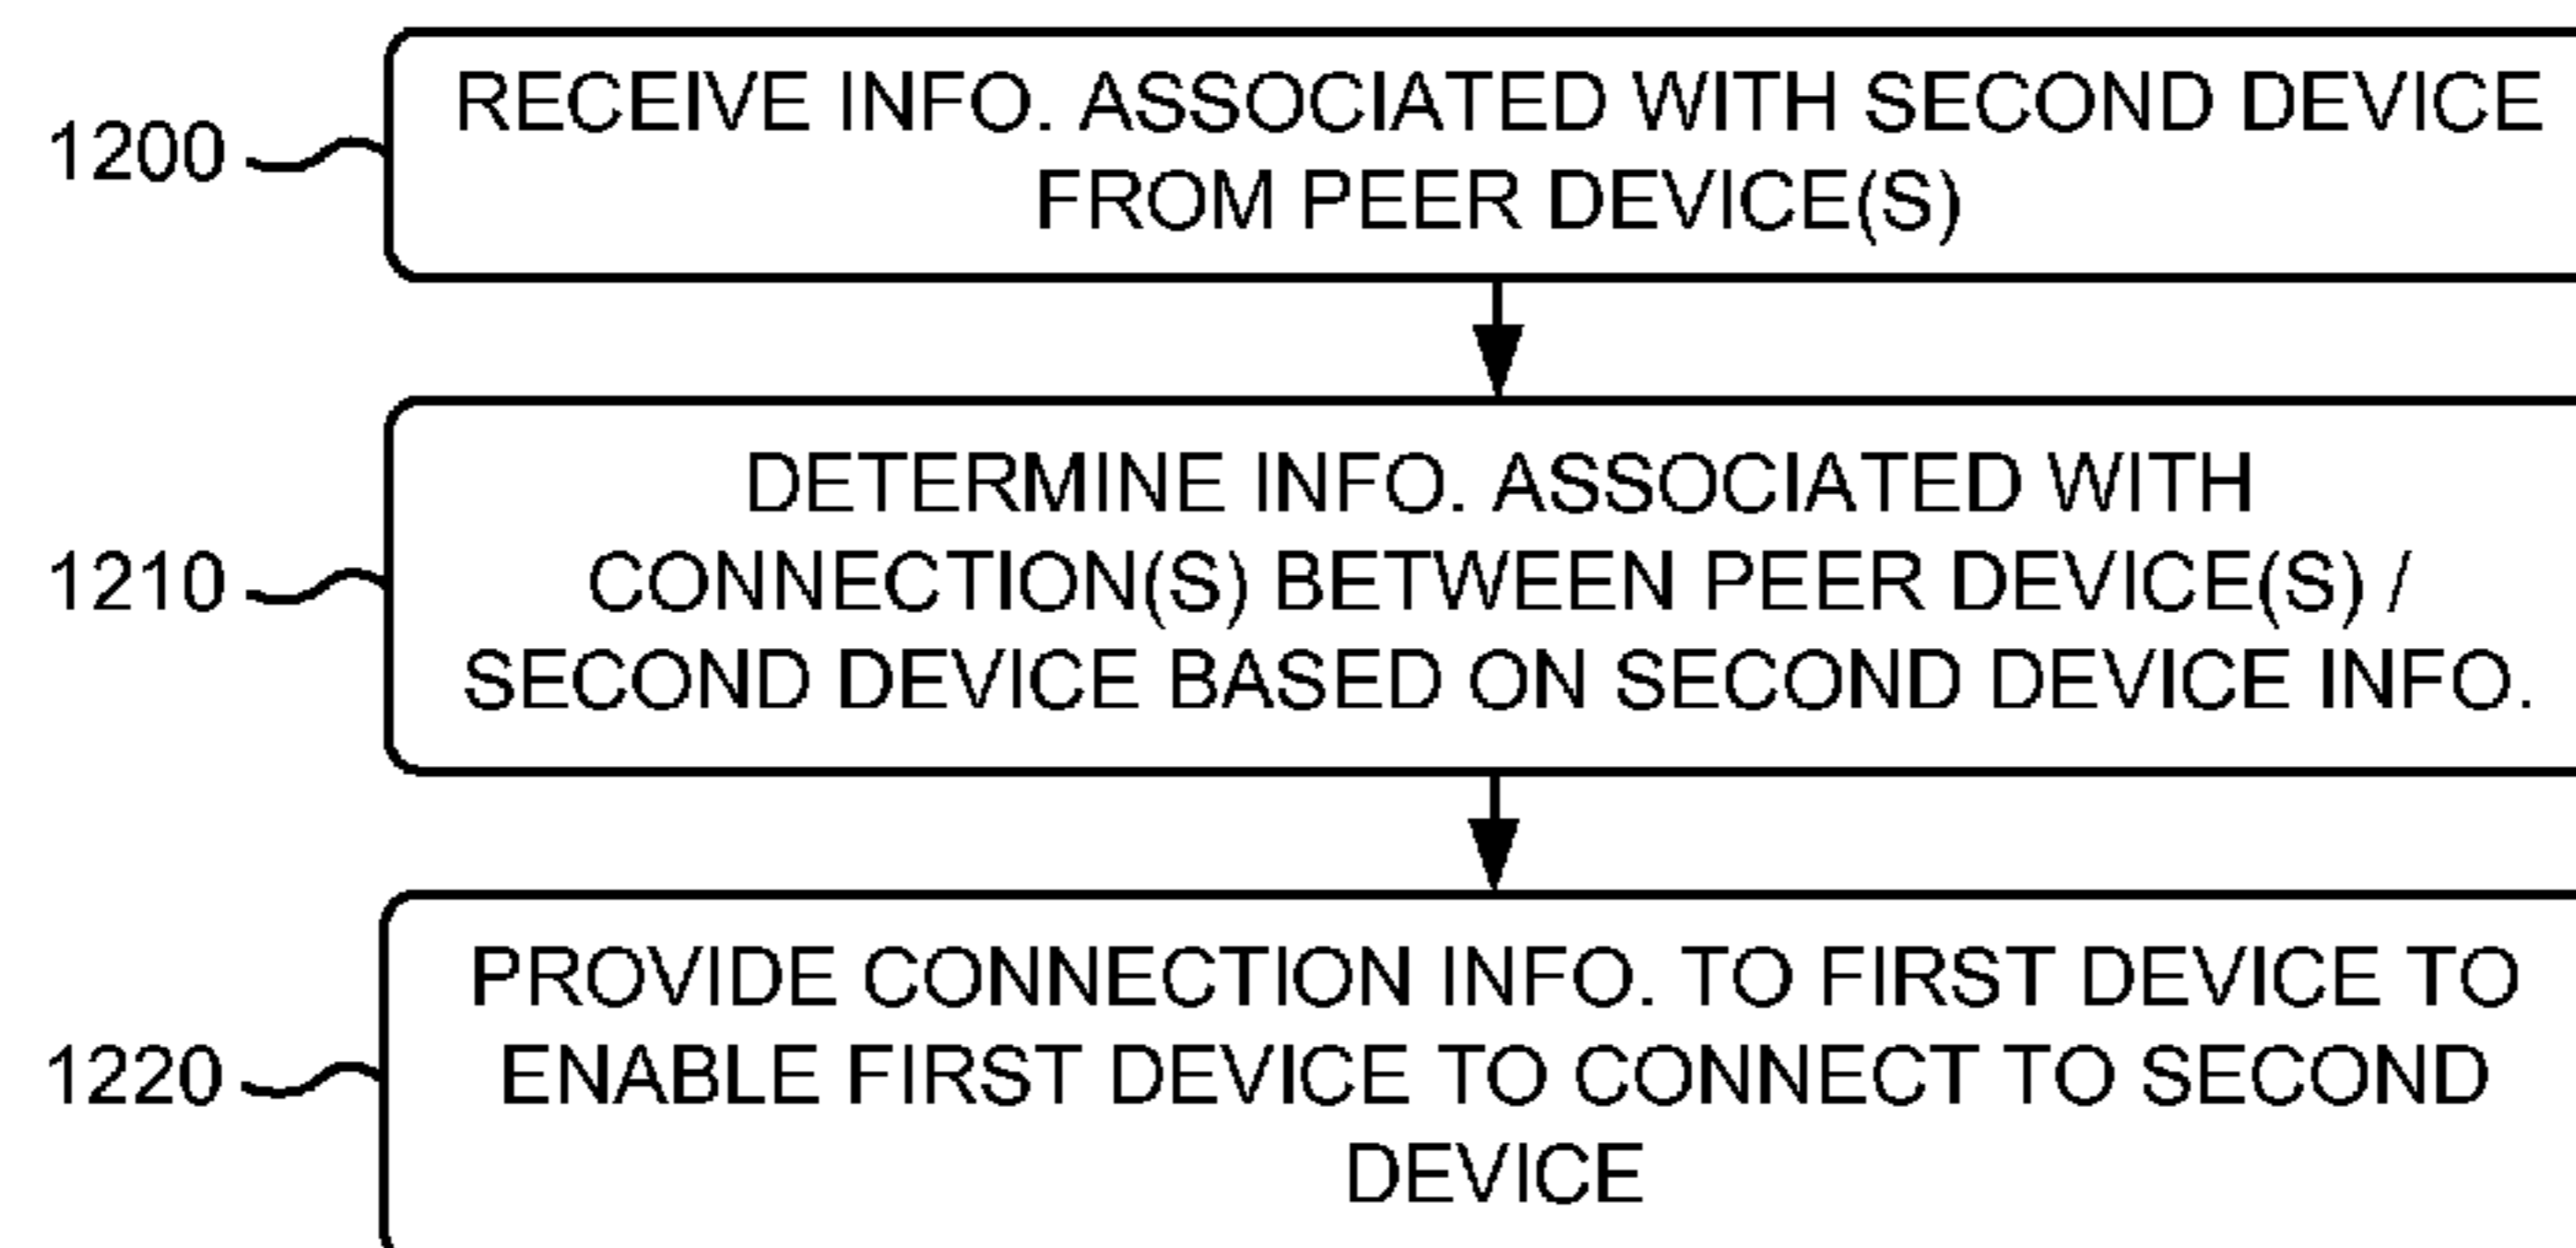 1200
RECEIVE INFO. ASSOCIATED WITH SECOND DEVICE
FROM PEER DEVICE(S)
1210
DETERMINE INFO. ASSOCIATED WITH
CONNECTION(S) BETWEEN PEER DEVICE(S) /
SECOND DEVICE BASED ON SECOND DEVICE INFO.
1220
PROVIDE CONNECTION INFO. TO FIRST DEVICE TO
ENABLE FIRST DEVICE TO CONNECT TO SECOND
DEVICE